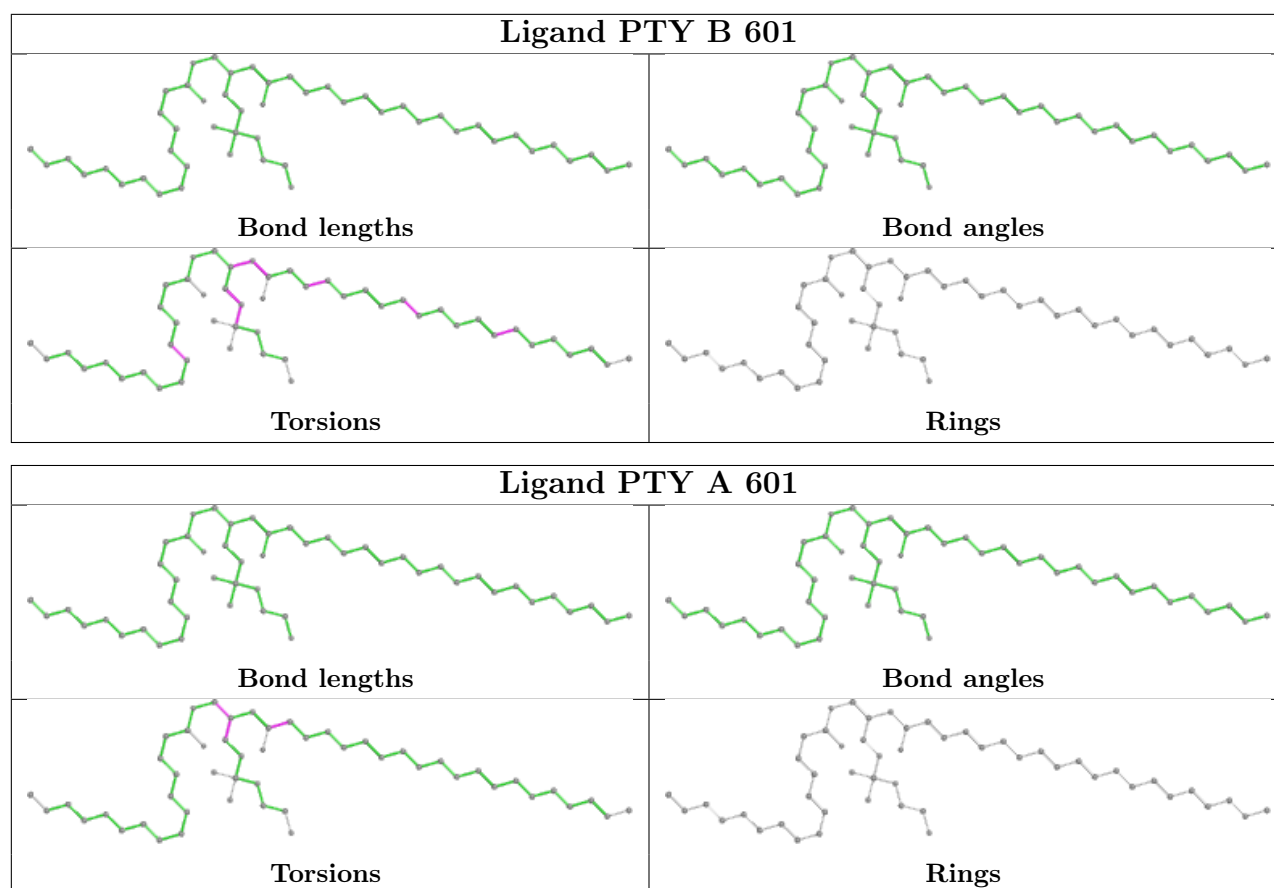 Ligand PTY B 601
Bond lengths
Bond angles
Torsions
Rings
Ligand PTY A 601
Bond lengths
Bond angles
Torsions
Rings